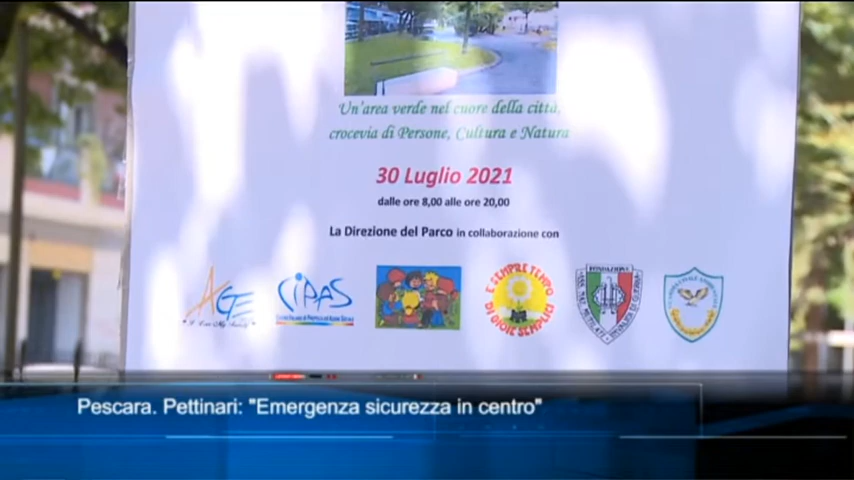 Un'area verde nel cuore della città,
crocevia di Persone, Cultura e Natura
30 Luglio 2021
dalle ore 8,00 alle ore 20,00
La Direzione del Parco in collaborazione con
AGE
CIPAS
E SEMPRE TEMPO
DI GIOIE SEMPLICI
FONDAZIONE
Pescara. Pettinari: "Emergenza sicurezza in centro"